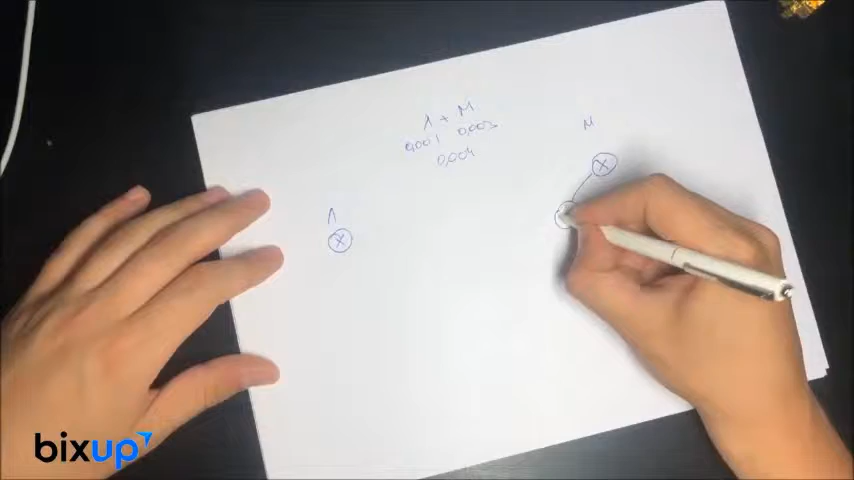 Λ + M
0,001 0,003
0,004
M
X
Λ
X
bixup